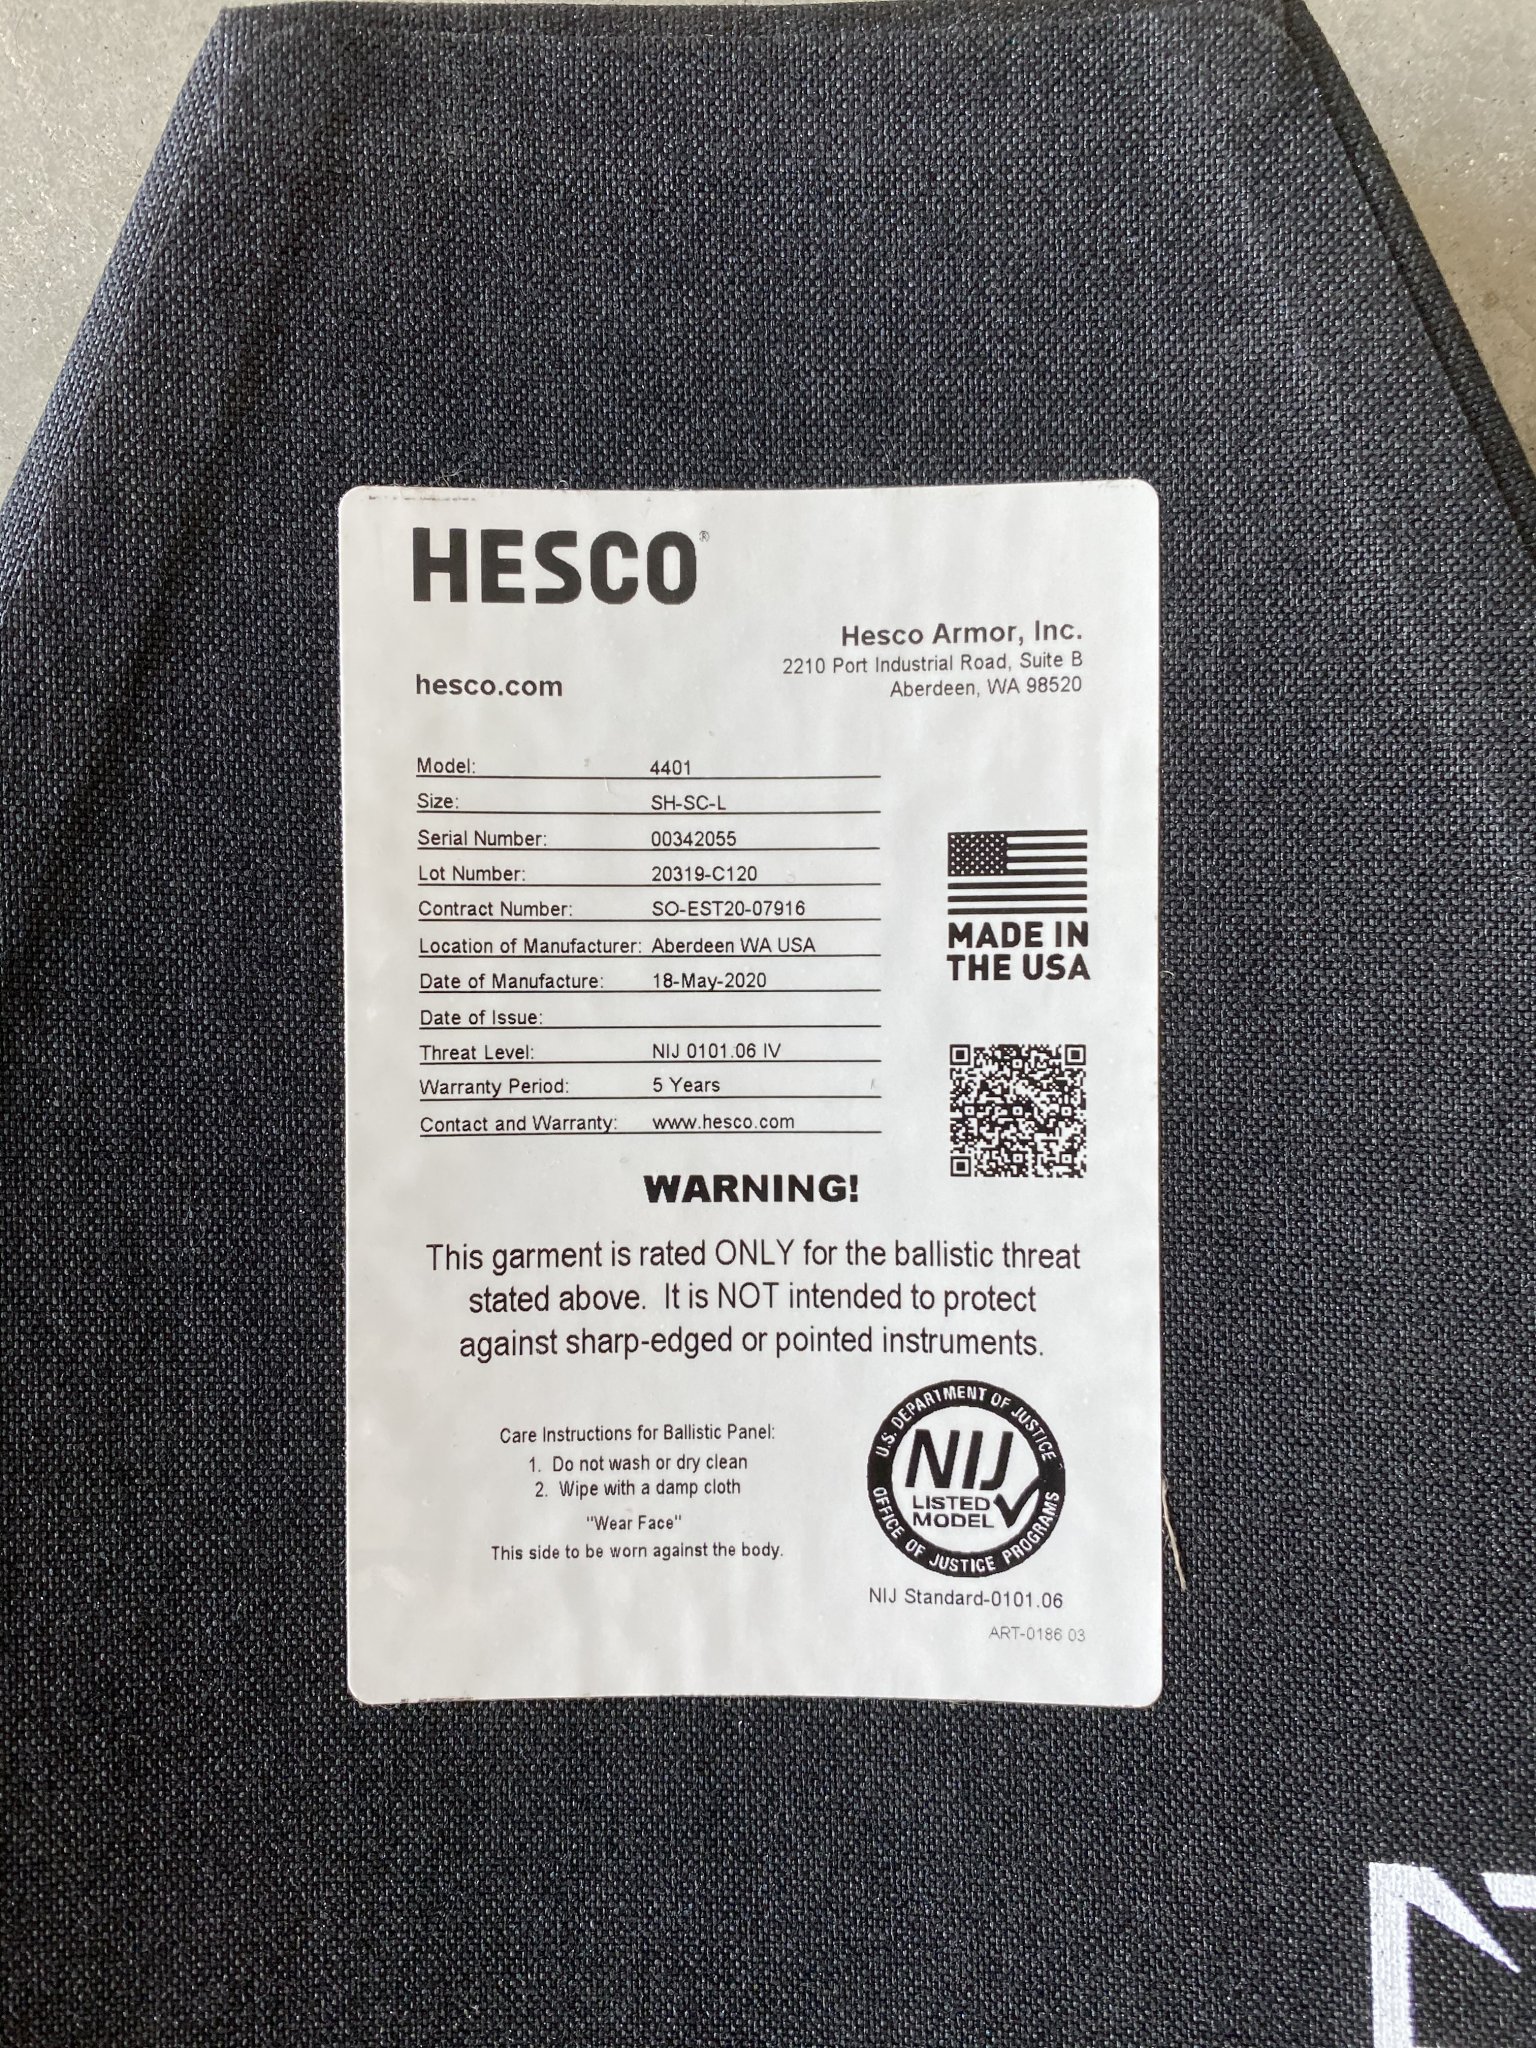 HESCO®
Hesco Armor, Inc.
2210 Port Industrial Road, Suite B
hesco.com
Aberdeen, WA 98520
Model: 4401
Size: SH-SC-L
Serial Number: 00342055
Lot Number: 20319-C120
Contract Number: SO-EST20-07916
Location of Manufacturer: Aberdeen WA USA
Date of Manufacture: 18-May-2020
Date of Issue:
Threat Level: NIJ 0101.06 IV
Warranty Period: 5 Years
Contact and Warranty: www.hesco.com
MADE IN
THE USA
WARNING!
This garment is rated ONLY for the ballistic threat
stated above. It is NOT intended to protect
against sharp-edged or pointed instruments.
Care Instructions for Ballistic Panel:
1. Do not wash or dry clean
2. Wipe with a damp cloth
"Wear Face"
This side to be worn against the body.
U.S. DEPARTMENT OF JUSTICE
NIJ
LISTED
MODEL
OFFICE OF JUSTICE PROGRAMS
NIJ Standard-0101.06
ART-0186 03